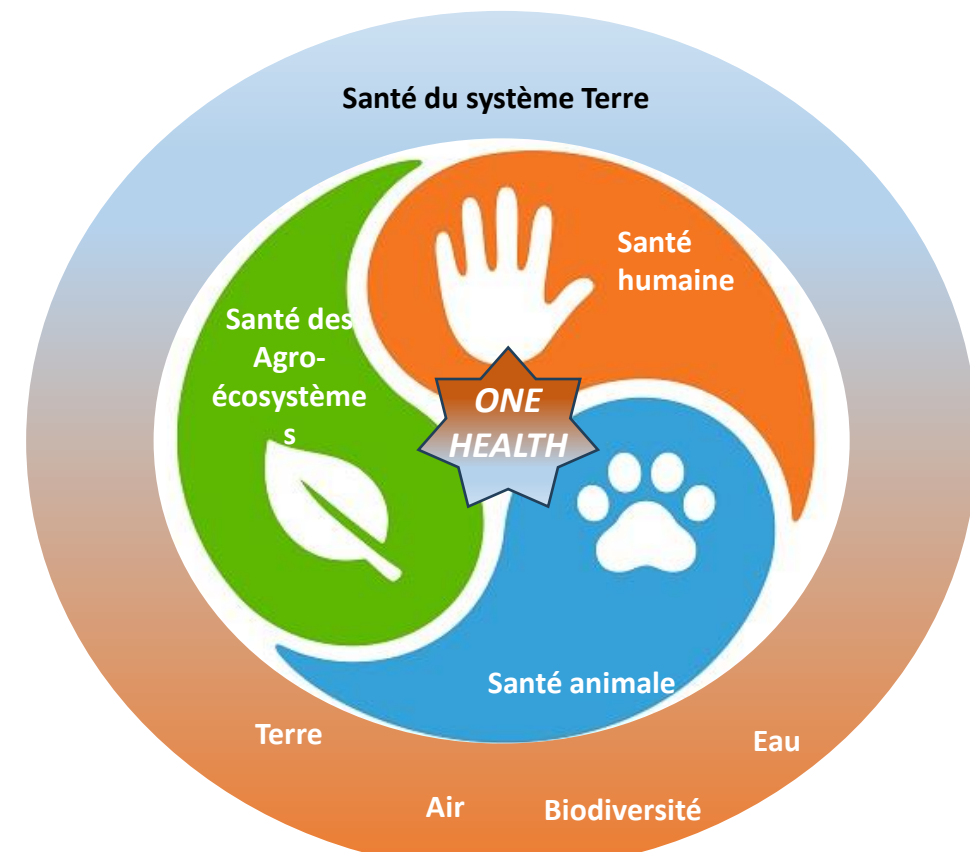 Santé du système Terre
Santé
humaine
Santé des
Agro-
écosystème
s
ONE
HEALTH
Santé animale
Terre
Eau
Air
Biodiversité